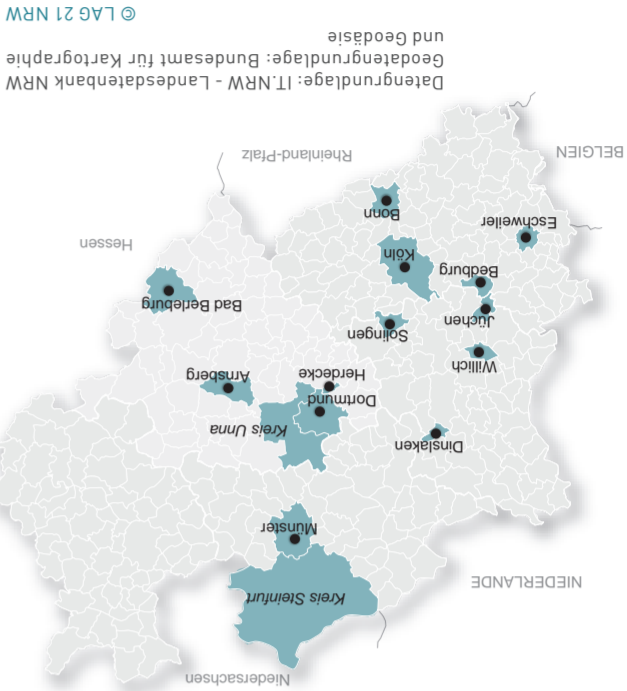 Niedersachsen
Kreis Steinfurt
NIEDERLANDE
Münster
Dinslaken
Kreis Unna
Dortmund
Herdecke
Arnsberg
Willich
Solingen
Jüchen
Bad Berleburg
Bedburg
Köln
Hessen
Eschweiler
Bonn
BELGIEN
Rheinland-Pfalz
Datengrundlage: IT.NRW - Landesdatenbank NRW
Geodatengrundlage: Bundesamt für Kartographie
und Geodäsie
© LAG 21 NRW